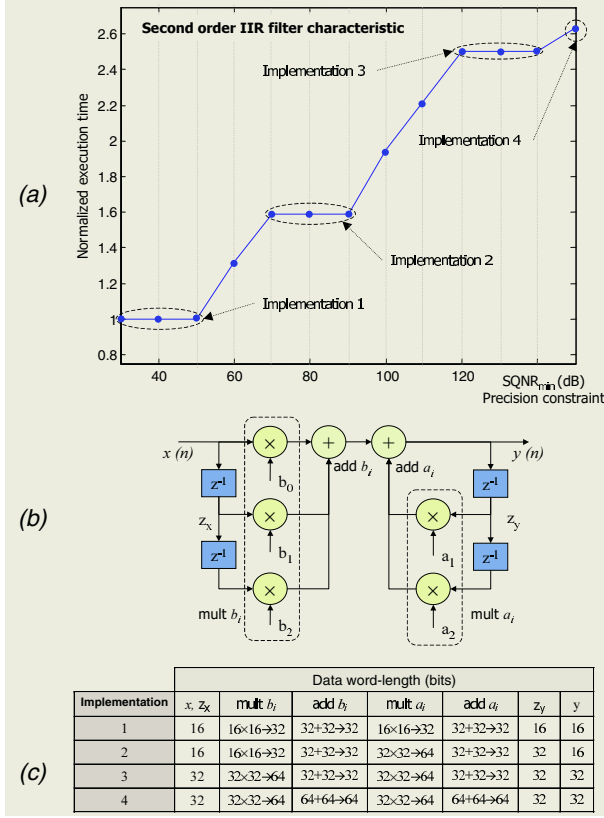 (a)
Second order IIR filter characteristic
Normalized execution time
2.6
2.4
2.2
2
1.8
1.6
1.4
1.2
1
0.8
Implementation 3
Implementation 4
Implementation 2
Implementation 1
40 60 80 100 120
SQNRmin (dB)
Precision constraint
(b)
x (n) × + + y (n)
add bi add ai
z-1 b0 z-1
zx × × zy
z-1 b1 a1 z-1
× ×
mult bi b2 a2 mult ai
(c)
Data word-length (bits)
Implementation x, zx mult bi add bi mult ai add ai zy y
1 16 16×16→32 32+32→32 16×16→32 32+32→32 16 16
2 16 16×16→32 32+32→32 32×32→64 32+32→32 32 16
3 32 32×32→64 32+32→32 32×32→64 32+32→32 32 32
4 32 32×32→64 64+64→64 32×32→64 64+64→64 32 32